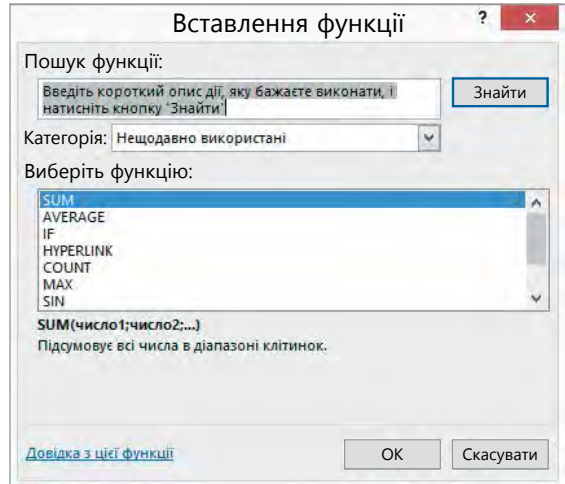 Вставлення функції
?
×
Пошук функції:
Введіть короткий опис дії, яку бажаєте виконати, і
натисніть кнопку 'Знайти'
Знайти
Категорія: Нещодавно використані
Виберіть функцію:
SUM
AVERAGE
IF
HYPERLINK
COUNT
MAX
SIN
SUM(число1;число2;...)
Підсумовує всі числа в діапазоні клітинок.
Довідка з цієї функції
OK
Скасувати